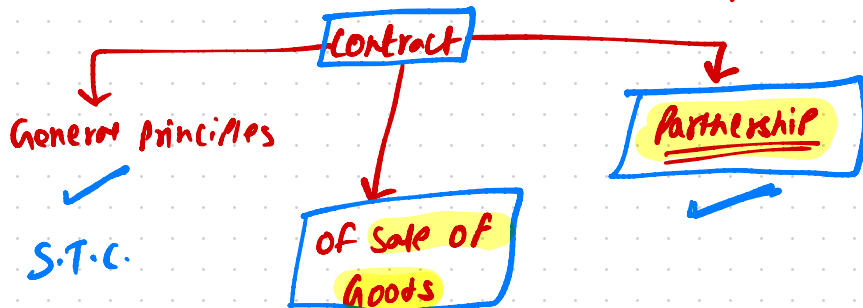 Contract
General principles
Partnership
S.T.C.
of sale of
Goods